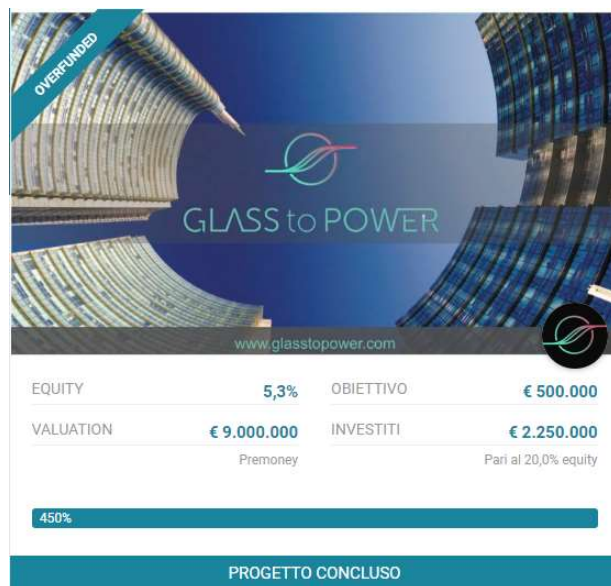 OVERFUNDED
GLASS to POWER
www.glasstopower.com
EQUITY 5,3% OBIETTIVO € 500.000
VALUATION € 9.000.000 INVESTITI € 2.250.000
Premoney Pari al 20,0% equity
450%
PROGETTO CONCLUSO